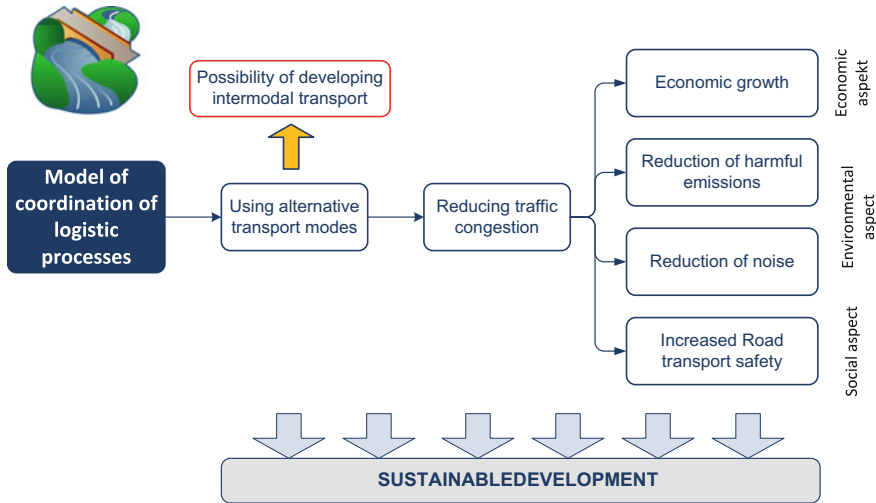 Possibility of developing
intermodal transport
Model of
coordination of
logistic
processes
Using alternative
transport modes
Reducing traffic
congestion
Economic growth
Reduction of harmful
emissions
Reduction of noise
Increased Road
transport safety
Economic
aspekt
Environmental
aspect
Social aspect
SUSTAINABLEDEVELOPMENT